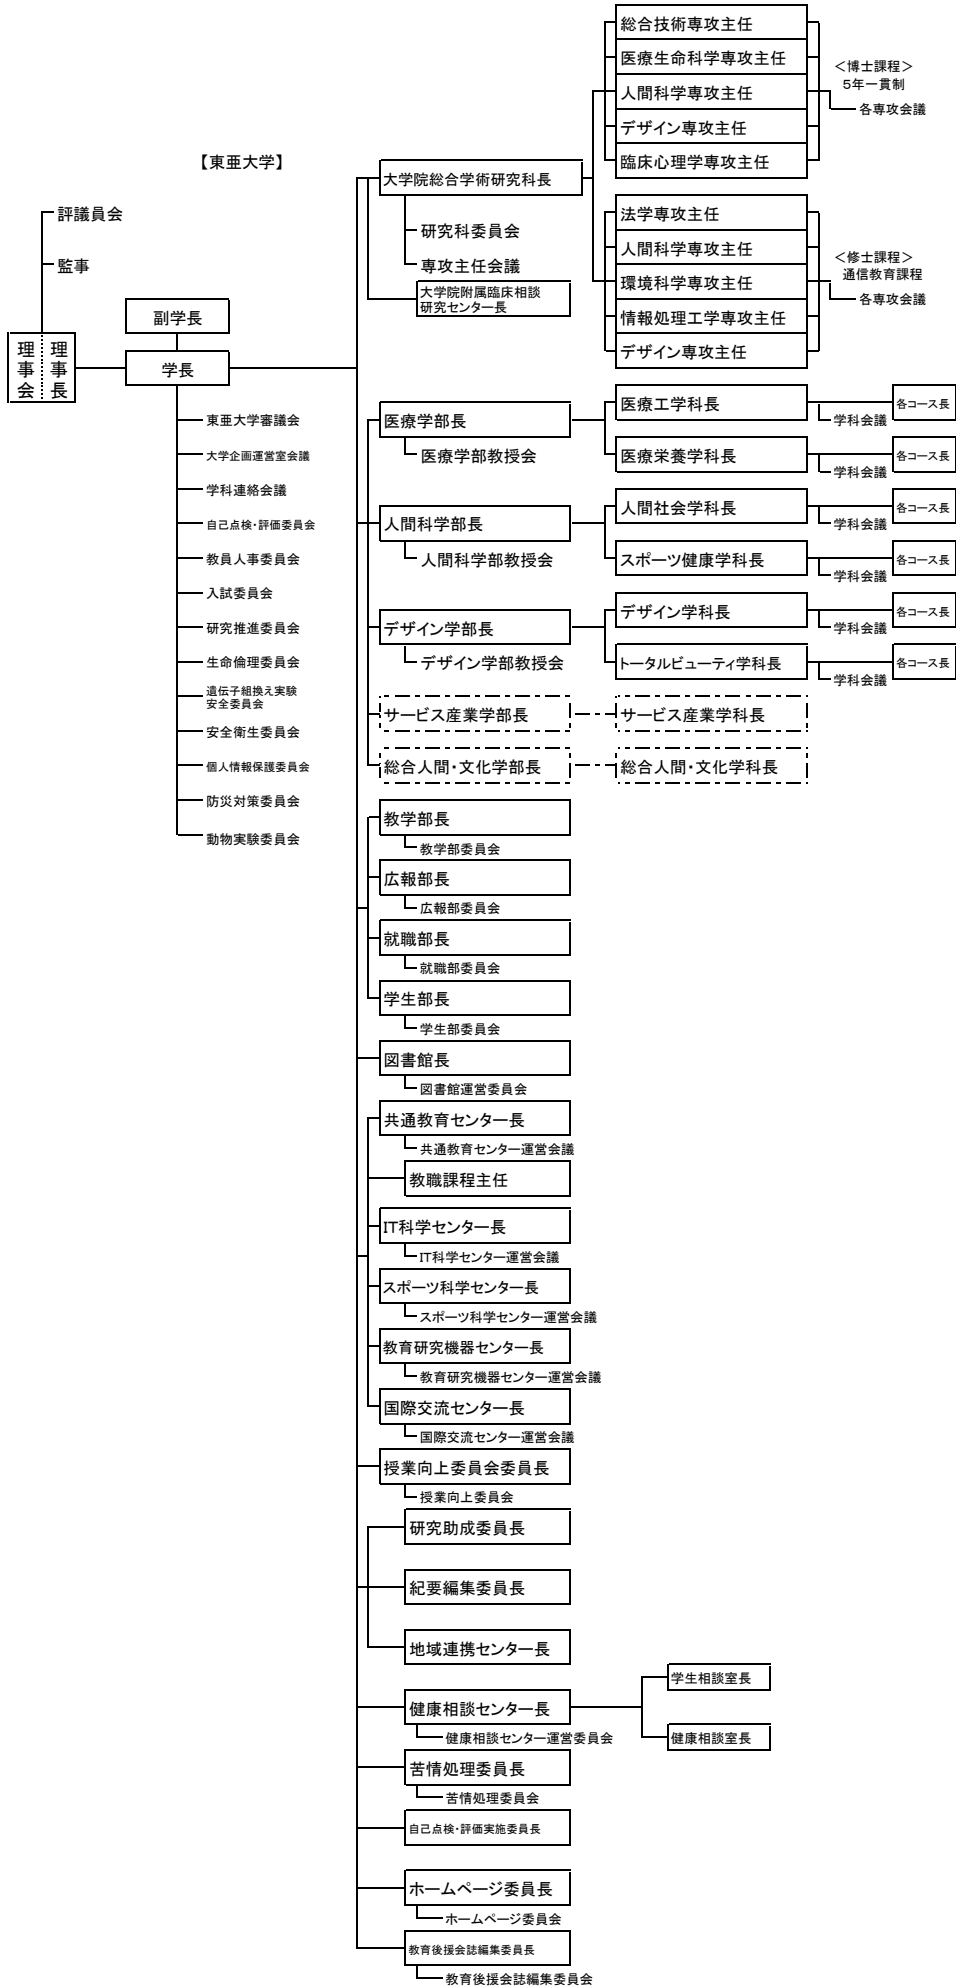 【東亜大学】
評議員会
監事
理事会
理事長
副学長
学長
東亜大学審議会
大学企画運営室会議
学科連絡会議
自己点検・評価委員会
教員人事委員会
入試委員会
研究推進委員会
生命倫理委員会
遺伝子組換え実験
安全委員会
安全衛生委員会
個人情報保護委員会
防災対策委員会
動物実験委員会
大学院総合学術研究科長
研究科委員会
専攻主任会議
大学院附属臨床相談
研究センター長
総合技術専攻主任
医療生命科学専攻主任
人間科学専攻主任
デザイン専攻主任
臨床心理学専攻主任
＜博士課程＞
5年一貫制
各専攻会議
法学専攻主任
人間科学専攻主任
環境科学専攻主任
情報処理工学専攻主任
デザイン専攻主任
＜修士課程＞
通信教育課程
各専攻会議
医療学部長
医療学部教授会
医療工学科長
学科会議
各コース長
医療栄養学科長
学科会議
各コース長
人間科学部長
人間科学部教授会
人間社会学科長
学科会議
各コース長
スポーツ健康学科長
学科会議
各コース長
デザイン学部長
デザイン学部教授会
デザイン学科長
学科会議
各コース長
トータルビューティ学科長
学科会議
各コース長
サービス産業学部長
サービス産業学科長
総合人間・文化学部長
総合人間・文化学科長
教学部長
教学部委員会
広報部長
広報部委員会
就職部長
就職部委員会
学生部長
学生部委員会
図書館長
図書館運営委員会
共通教育センター長
共通教育センター運営会議
教職課程主任
IT科学センター長
IT科学センター運営会議
スポーツ科学センター長
スポーツ科学センター運営会議
教育研究機器センター長
教育研究機器センター運営会議
国際交流センター長
国際交流センター運営会議
授業向上委員会委員長
授業向上委員会
研究助成委員長
紀要編集委員長
地域連携センター長
健康相談センター長
健康相談センター運営委員会
学生相談室長
健康相談室長
苦情処理委員長
苦情処理委員会
自己点検・評価実施委員長
ホームページ委員長
ホームページ委員会
教育後援会誌編集委員長
教育後援会誌編集委員会